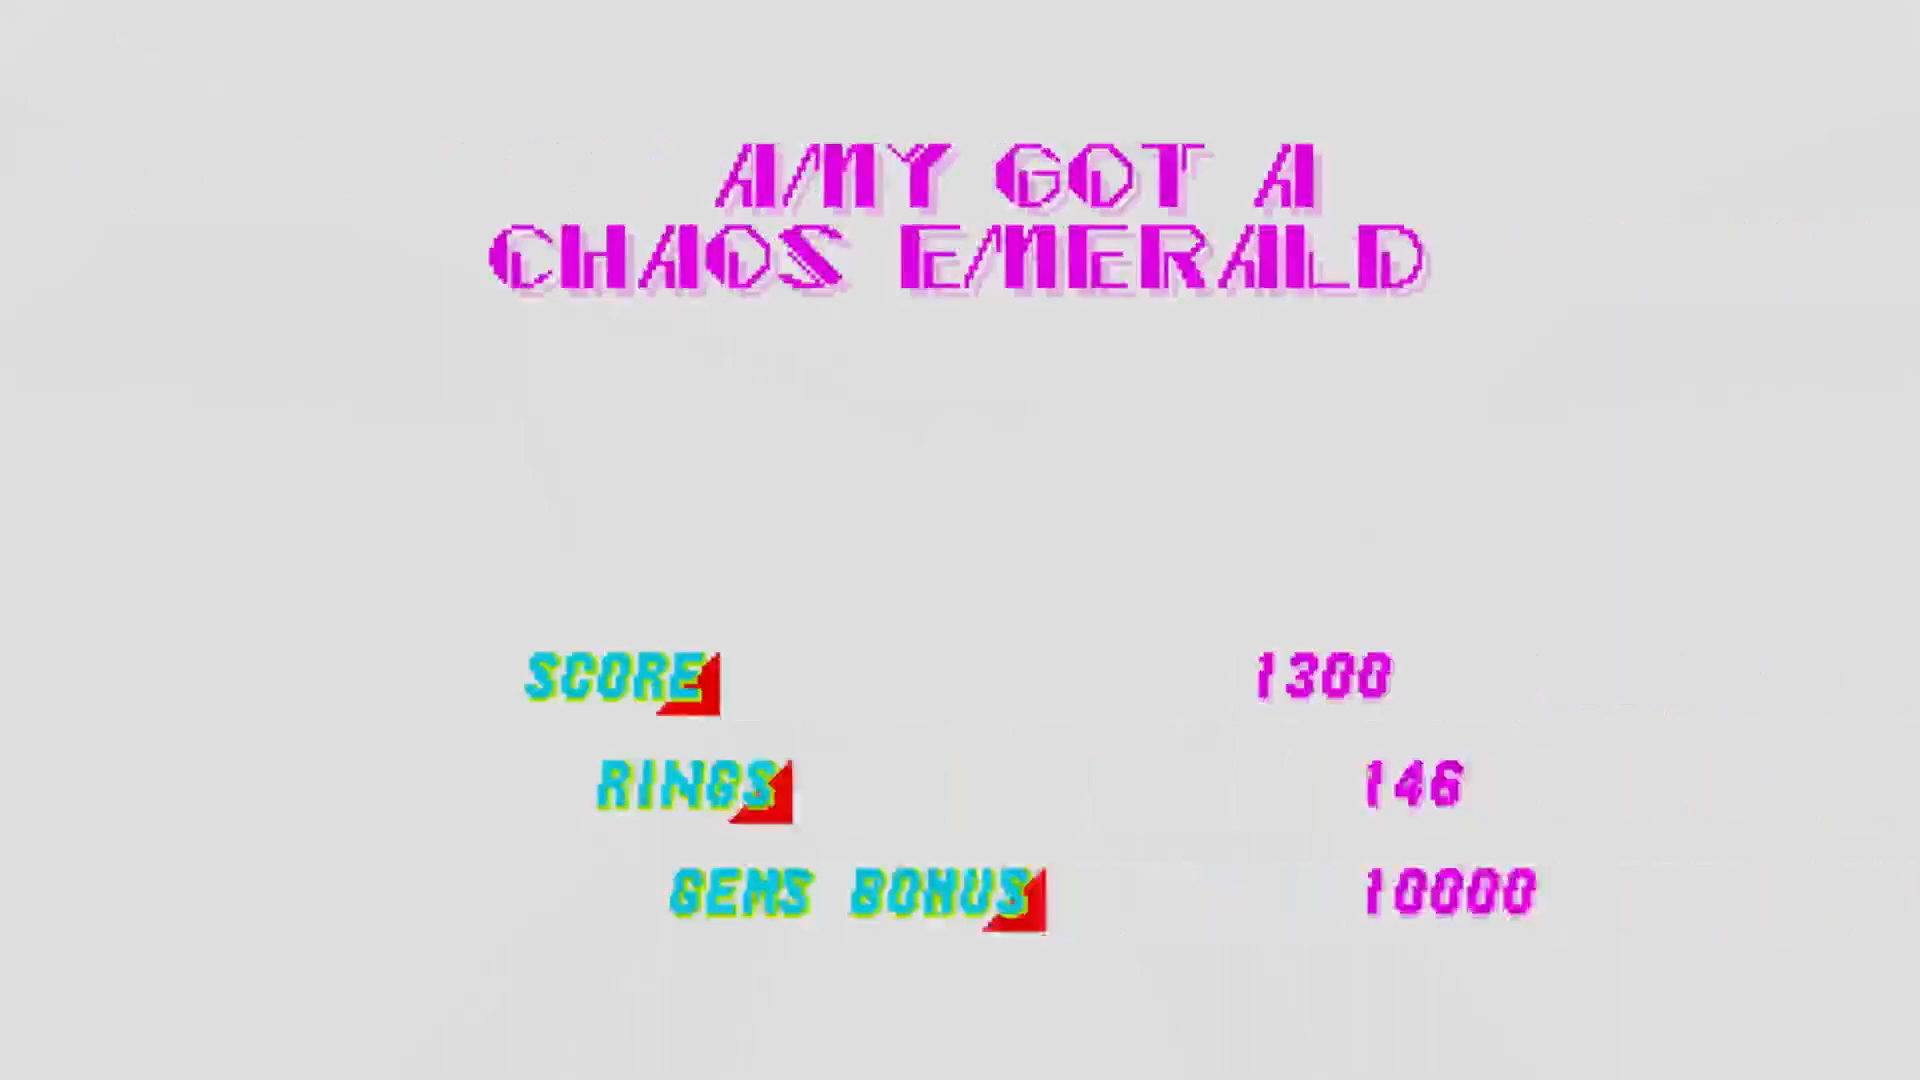 AMY GOT A
CHAOS EMERALD
SCORE 1300
RINGS 146
GEMS BONUS 10000